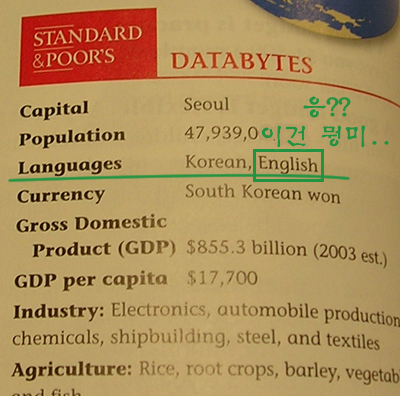 STANDARD
&POOR'S
DATABYTES
Capital Seoul
응??
Population 47,939,0
이건 뭥미..
Languages Korean, English
Currency South Korean won
Gross Domestic
Product (GDP) $855.3 billion (2003 est.)
GDP per capita $17,700
Industry: Electronics, automobile production
chemicals, shipbuilding, steel, and textiles
Agriculture: Rice, root crops, barley, vegetab
and fish